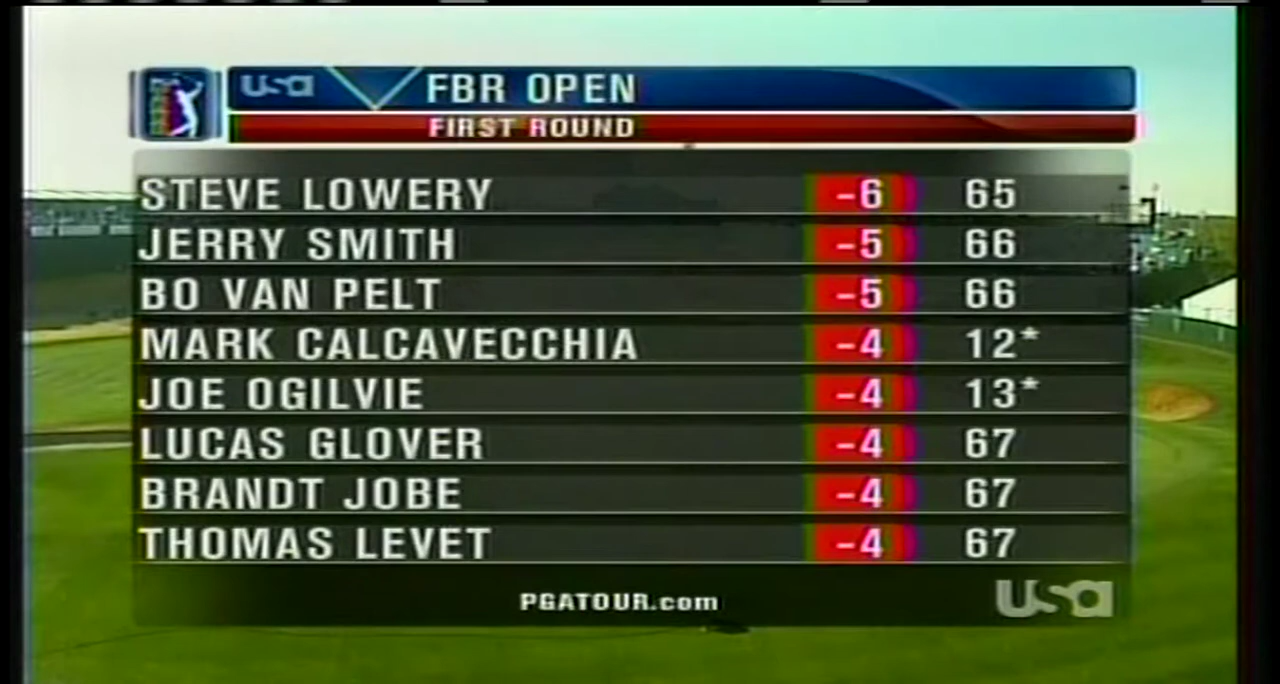 USA FBR OPEN
FIRST ROUND
STEVE LOWERY -6 65
JERRY SMITH -5 66
BO VAN PELT -5 66
MARK CALCAVECCHIA -4 12*
JOE OGILVIE -4 13*
LUCAS GLOVER -4 67
BRANDT JOBE -4 67
THOMAS LEVET -4 67
PGATOUR.com USA